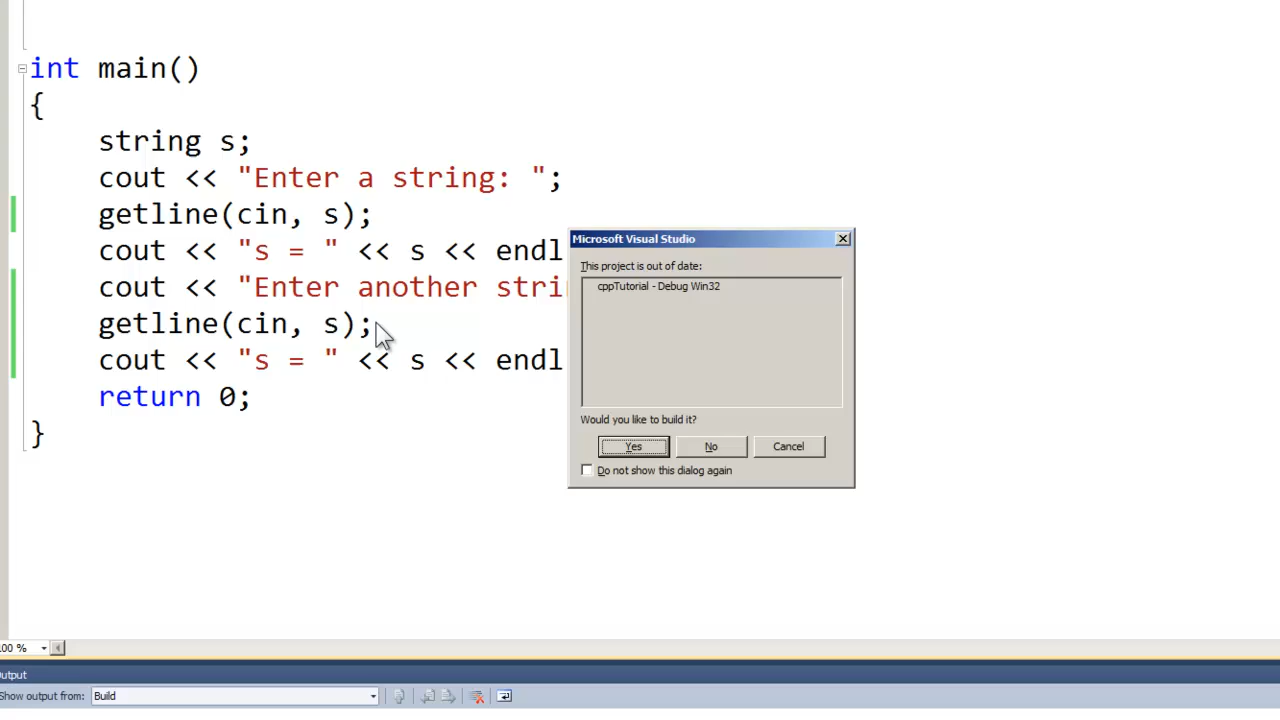 int main()
{
string s;
cout << "Enter a string: ";
getline(cin, s);
cout << "s = " << s << endl
cout << "Enter another stri
getline(cin, s);
cout << "s = " << s << endl
return 0;
}
Microsoft Visual Studio
This project is out of date:
cppTutorial - Debug Win32
Would you like to build it?
Yes No Cancel
Do not show this dialog again
00 %
utput
Show output from: Build